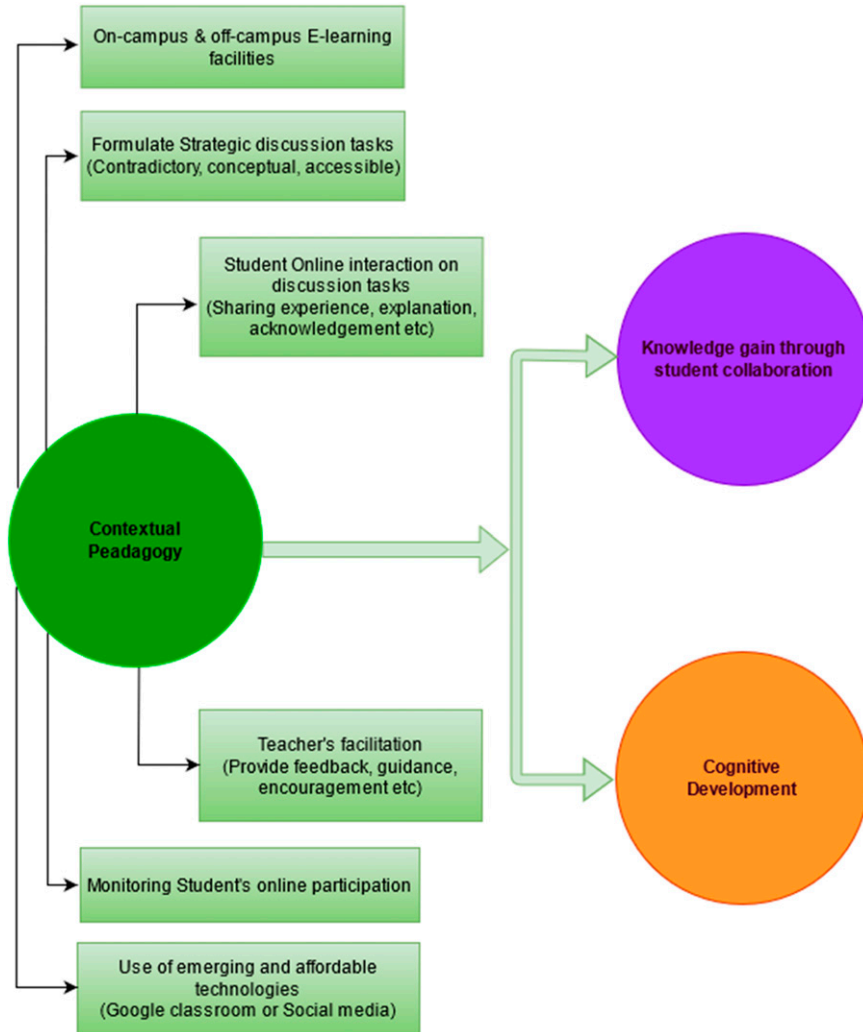 On-campus & off-campus E-learning
facilities
Formulate Strategic discussion tasks
(Contradictory, conceptual, accessible)
Student Online interaction on
discussion tasks
(Sharing experience, explanation,
acknowledgement etc)
Knowledge gain through
student collaboration
Contextual
Peadagogy
Teacher's facilitation
(Provide feedback, guidance,
encouragement etc)
Cognitive
Development
Monitoring Student's online participation
Use of emerging and affordable
technologies
(Google classroom or Social media)